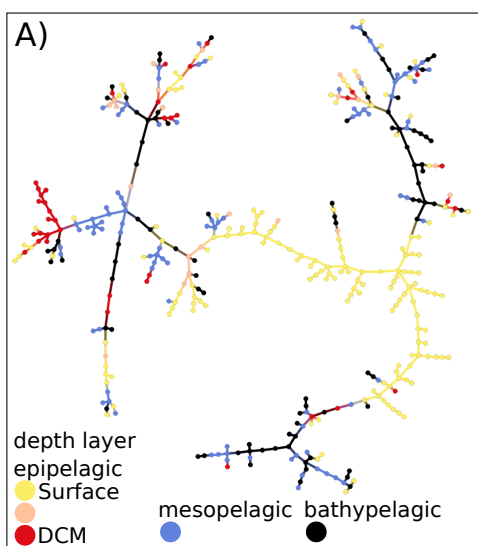 A)
depth layer
epipelagic
Surface
DCM
mesopelagic
bathypelagic